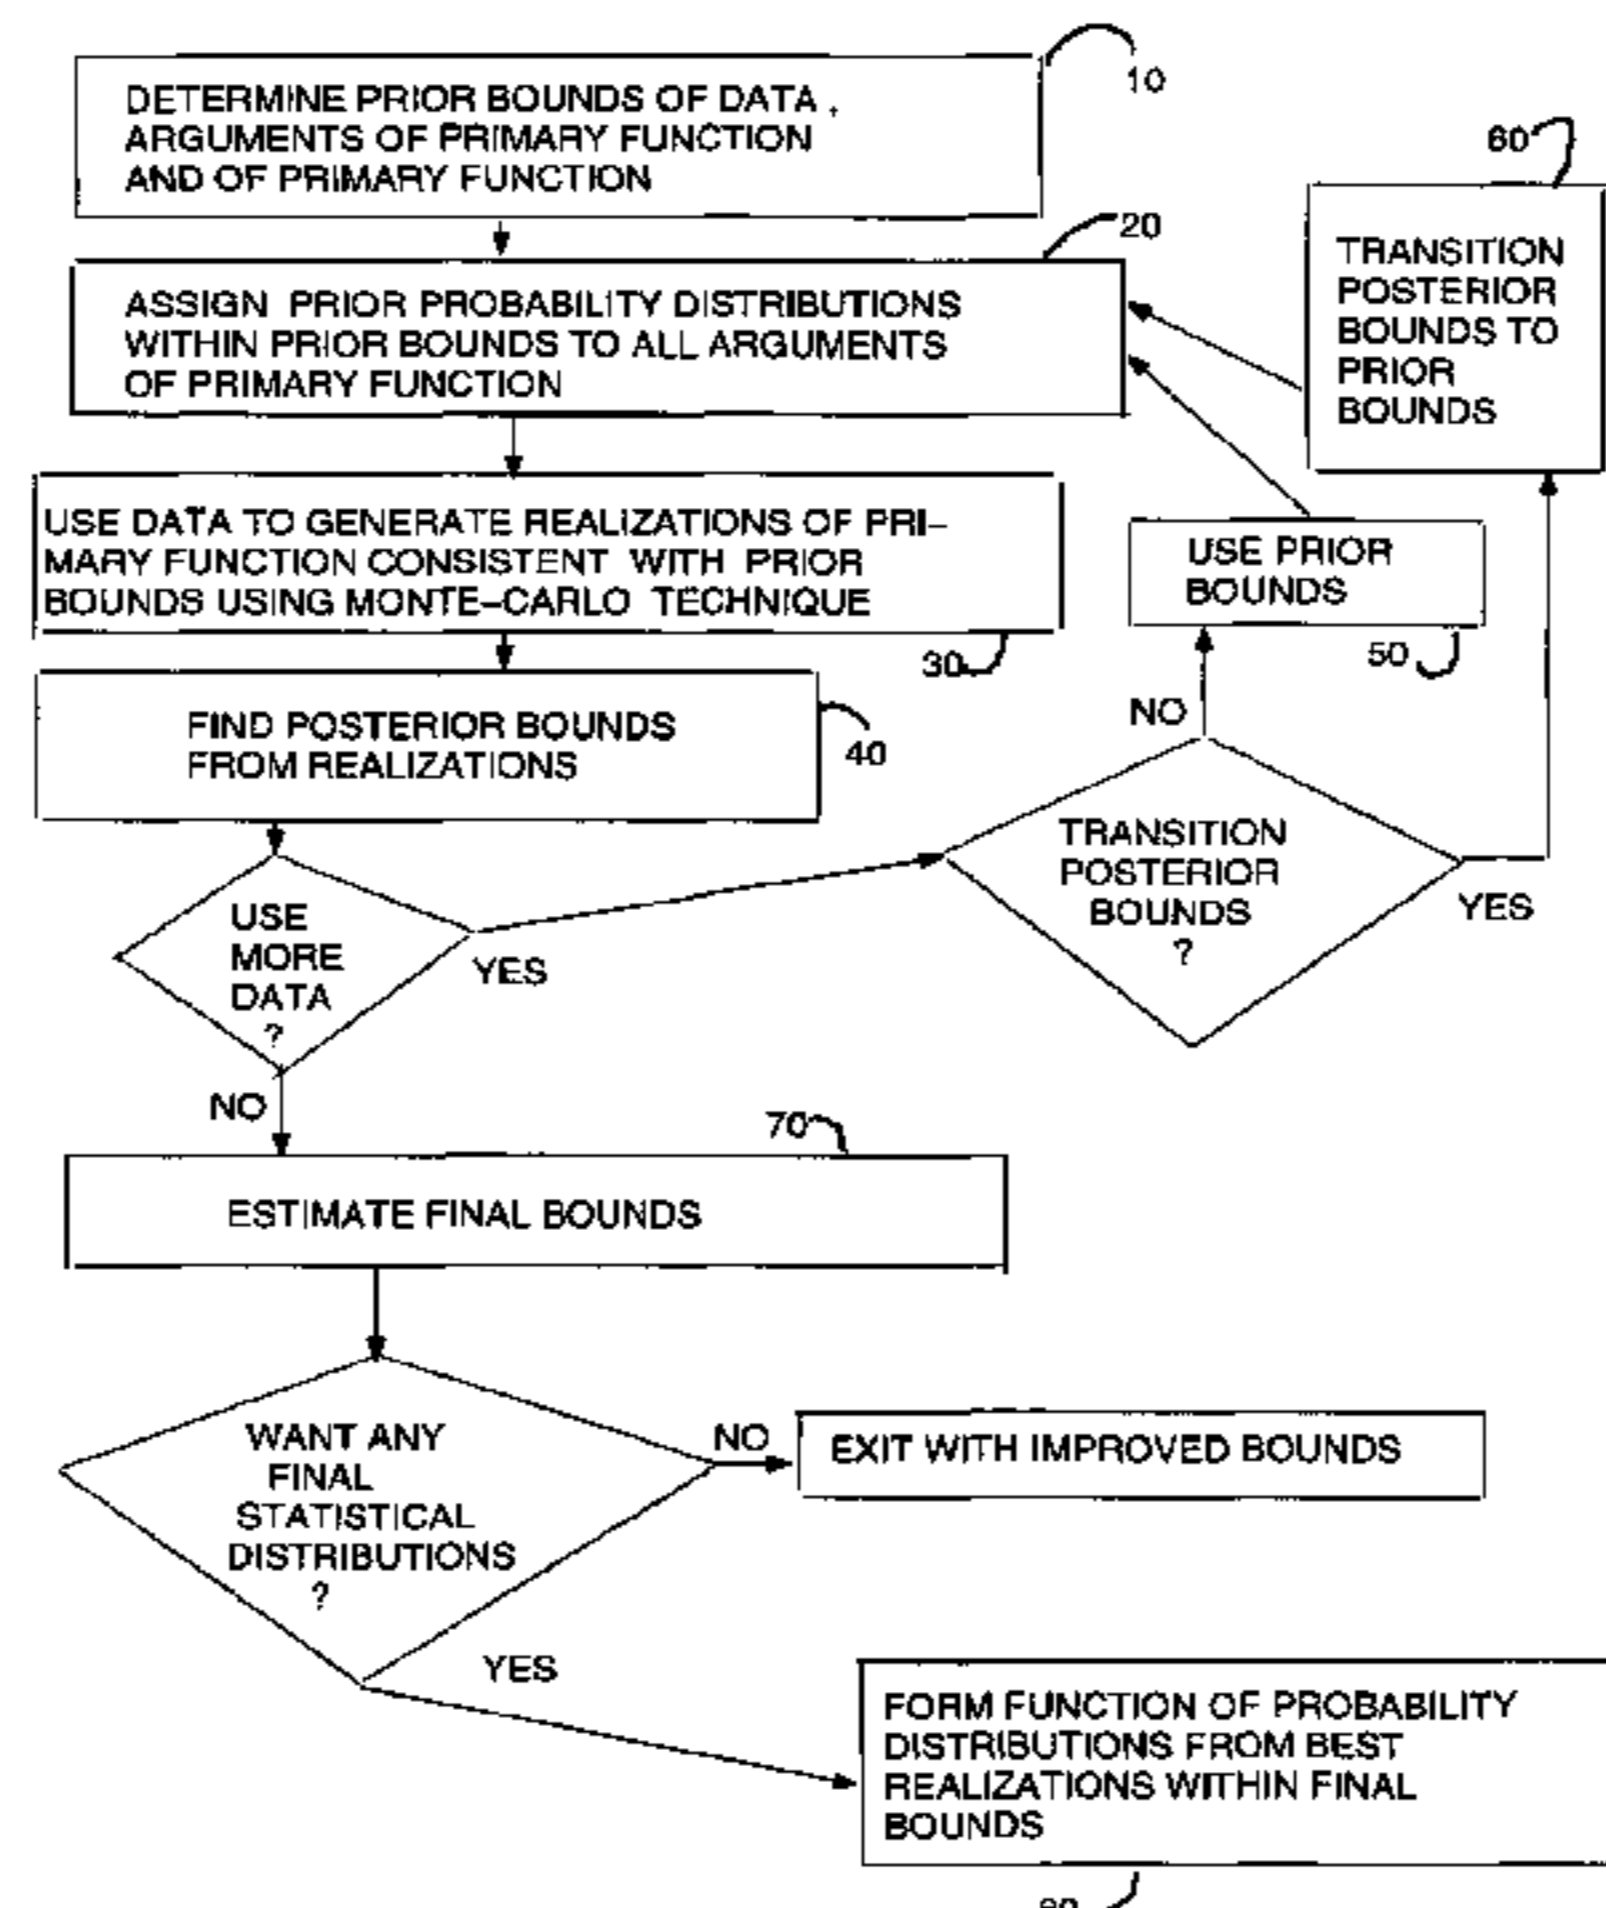 10
DETERMINE PRIOR BOUNDS OF DATA ,
ARGUMENTS OF PRIMARY FUNCTION
AND OF PRIMARY FUNCTION
60
20
TRANSITION
POSTERIOR
BOUNDS TO
PRIOR
BOUNDS
ASSIGN PRIOR PROBABILITY DISTRIBUTIONS
WITHIN PRIOR BOUNDS TO ALL ARGUMENTS
OF PRIMARY FUNCTION
USE DATA TO GENERATE REALIZATIONS OF PRI-
MARY FUNCTION CONSISTENT WITH PRIOR
BOUNDS USING MONTE-CARLO TECHNIQUE
30
USE PRIOR
BOUNDS
50
FIND POSTERIOR BOUNDS
FROM REALIZATIONS
40
NO
TRANSITION
POSTERIOR
BOUNDS
?
YES
USE
MORE
DATA
?
YES
NO
70
ESTIMATE FINAL BOUNDS
WANT ANY
FINAL
STATISTICAL
DISTRIBUTIONS
?
NO
EXIT WITH IMPROVED BOUNDS
YES
FORM FUNCTION OF PROBABILITY
DISTRIBUTIONS FROM BEST
REALIZATIONS WITHIN FINAL
BOUNDS